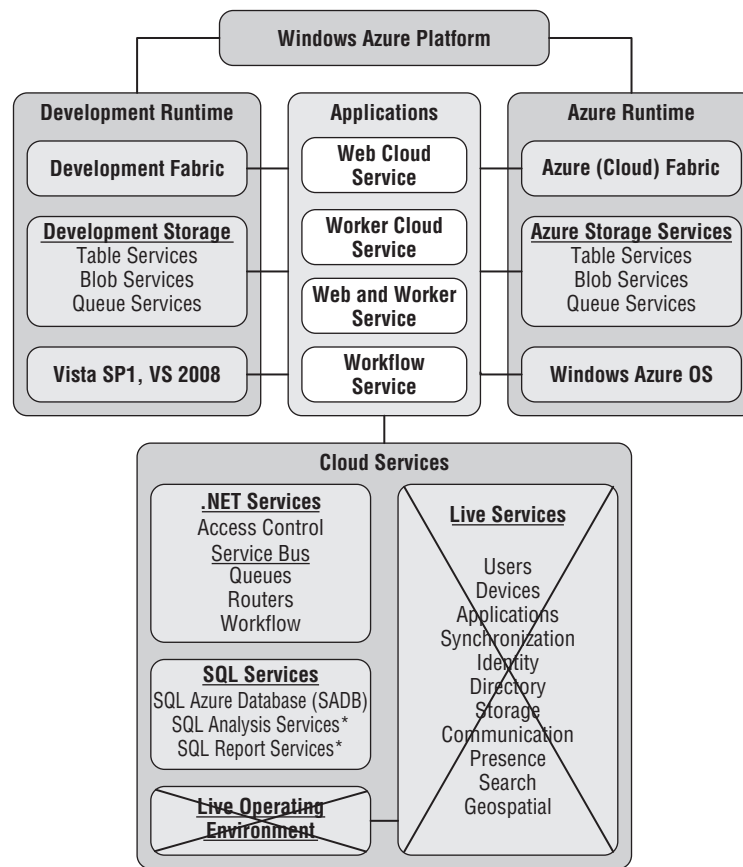 Windows Azure Platform
Development Runtime
Development Fabric
Development Storage
Table Services
Blob Services
Queue Services
Vista SP1, VS 2008
Applications
Web Cloud
Service
Worker Cloud
Service
Web and Worker
Service
Workflow
Service
Azure Runtime
Azure (Cloud) Fabric
Azure Storage Services
Table Services
Blob Services
Queue Services
Windows Azure OS
Cloud Services
.NET Services
Access Control
Service Bus
Queues
Routers
Workflow
SQL Services
SQL Azure Database (SADB)
SQL Analysis Services*
SQL Report Services*
Live Operating
Environment
Live Services
Users
Devices
Applications
Synchronization
Identity
Directory
Storage
Communication
Presence
Search
Geospatial